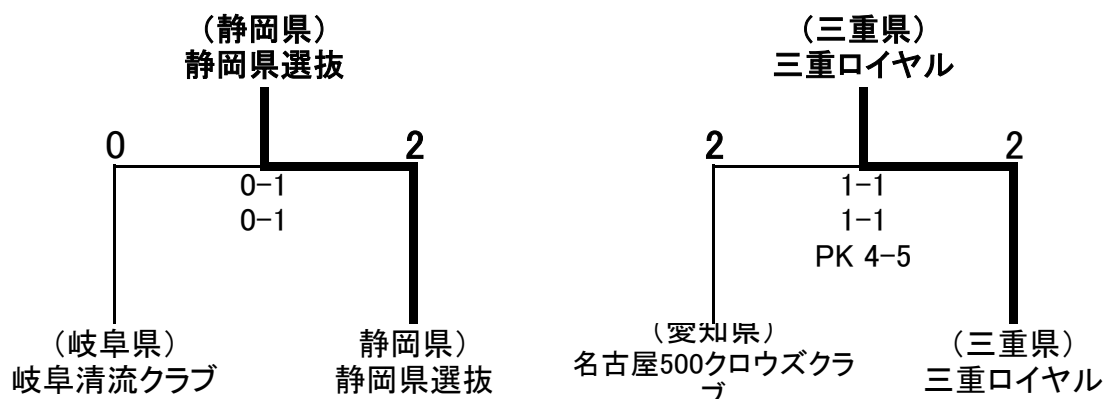 （静岡県）
静岡県選抜
0
2
0-1
0-1
（岐阜県）
岐阜清流クラブ
静岡県）
静岡県選抜
（三重県）
三重ロイヤル
2
2
1-1
1-1
PK 4-5
（愛知県）
名古屋500クロウズクラ
ブ
（三重県）
三重ロイヤル